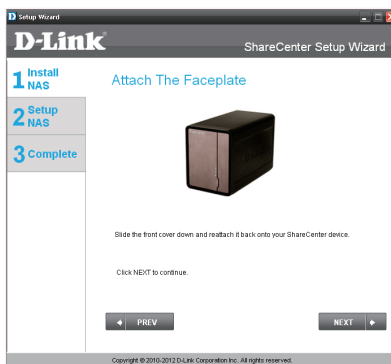 D Setup Wizard
D-Link
ShareCenter Setup Wizard
1 Install NAS
2 Setup NAS
3 Complete
Attach The Faceplate
Slide the front cover down and reattach it back onto your ShareCenter device.
Click NEXT to continue.
PREV
NEXT
Copyright © 2010-2012 D-Link Corporation Inc. All rights reserved.